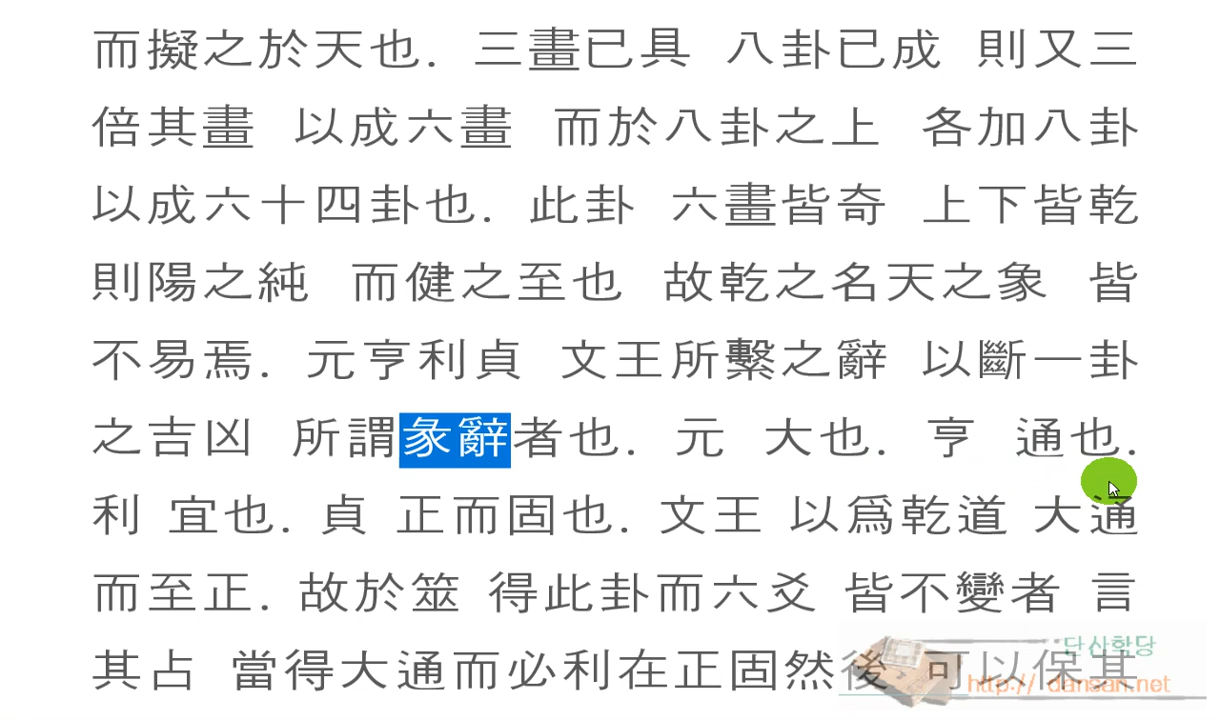 而擬之於天也. 三畫已具 八卦已成 則又三
倍其畫 以成六畫 而於八卦之上 各加八卦
以成六十四卦也. 此卦 六畫皆奇 上下皆乾
則陽之純 而健之至也 故乾之名天之象 皆
不易焉. 元亨利貞 文王所繫之辭 以斷一卦
之吉凶 所謂彖辭者也. 元 大也. 亨 通也.
利 宜也. 貞 正而固也. 文王 以爲乾道 大通
而至正. 故於筮 得此卦而六爻 皆不變者 言
其占 當得大通而必利在正固然後 可以保其
단산학당
http:// dansan.net